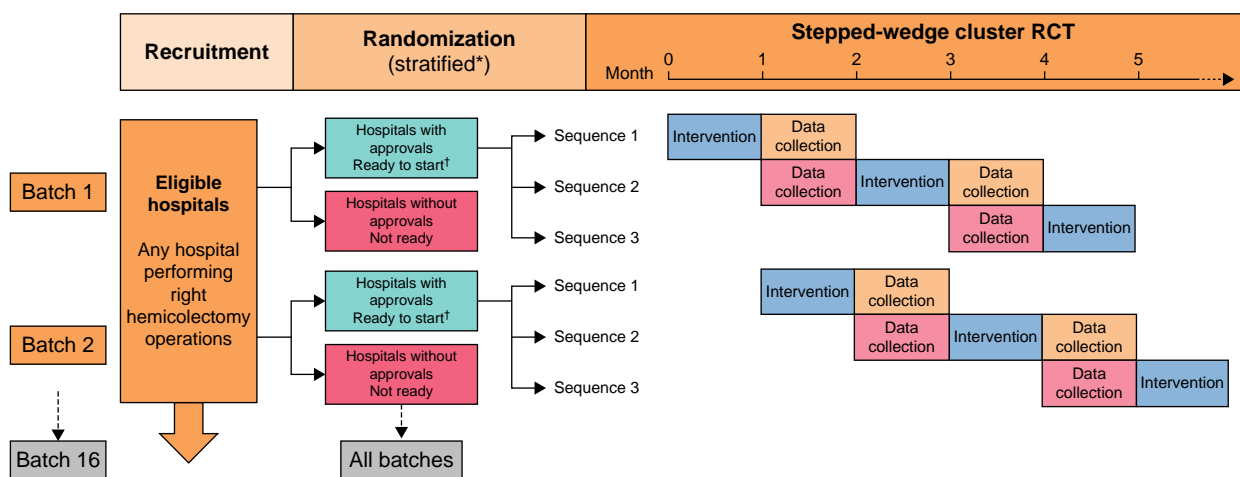 Recruitment
Randomization
(stratified*)
Stepped-wedge cluster RCT
Month
0 1 2 3 4 5
Batch 1
Eligible
hospitals
Any hospital
performing
right
hemicolectomy
operations
Hospitals with
approvals
Ready to start†
Hospitals without
approvals
Not ready
Sequence 1
Sequence 2
Sequence 3
Intervention
Data
collection
Data
collection
Intervention
Data
collection
Data
collection
Intervention
Batch 2
Hospitals with
approvals
Ready to start†
Hospitals without
approvals
Not ready
Sequence 1
Sequence 2
Sequence 3
Intervention
Data
collection
Data
collection
Intervention
Data
collection
Data
collection
Intervention
Batch 16
All batches